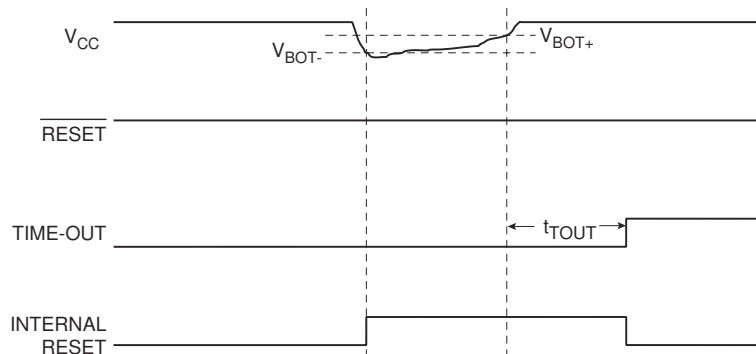 VCC
VBOT-
VBOT+
RESET
TIME-OUT
tTOUT
INTERNAL
RESET